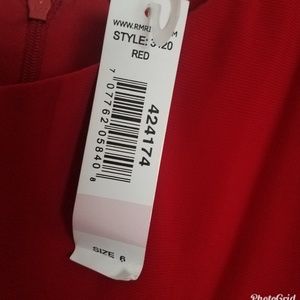 STYLE:
RED
424174
7 07762 05840 8
SIZE 6
PhotoGrid